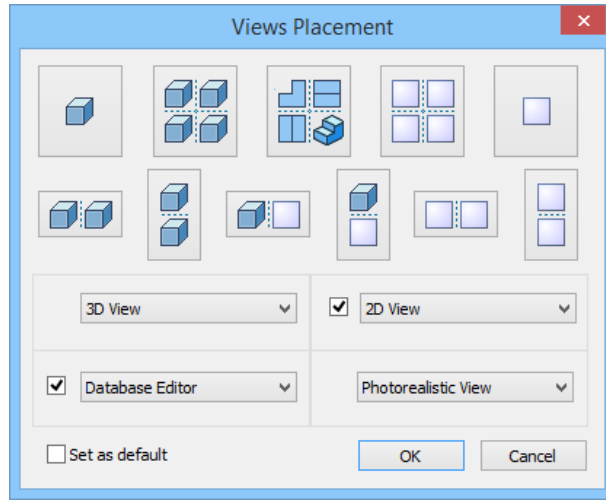 Views Placement
3D View
2D View
Database Editor
Photorealistic View
Set as default
OK
Cancel